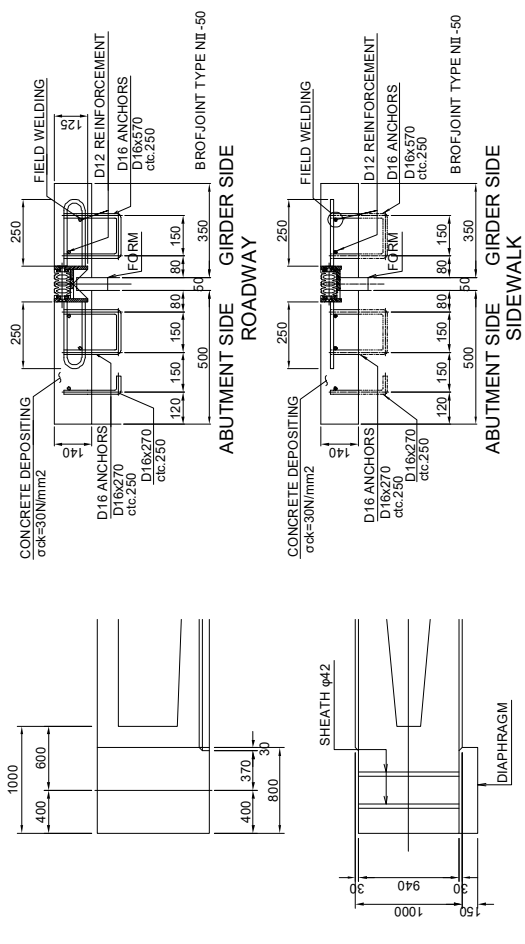 CONCRETE DEPOSITING
σck=30N/mm2
FIELD WELDING
250
250
125
140
D12 REINFORCEMENT
D16 ANCHORS
D16x570
ctc.250
D16 ANCHORS
D16x270
ctc.250
D16x270
ctc.250
FORM
120
150
150
80
80
150
500
50
350
BROFJOINT TYPE NII-50
ABUTMENT SIDE
GIRDER SIDE
ROADWAY
CONCRETE DEPOSITING
σck=30N/mm2
FIELD WELDING
250
250
140
D12 REINFORCEMENT
D16 ANCHORS
D16x570
ctc.250
D16 ANCHORS
D16x270
ctc.250
D16x270
ctc.250
FORM
120
150
150
80
80
150
500
50
350
BROFJOINT TYPE NII-50
ABUTMENT SIDE
GIRDER SIDE
SIDEWALK
1000
400
600
400
370
30
800
SHEATH φ42
DIAPHRAGM
30
940
30
1000
150